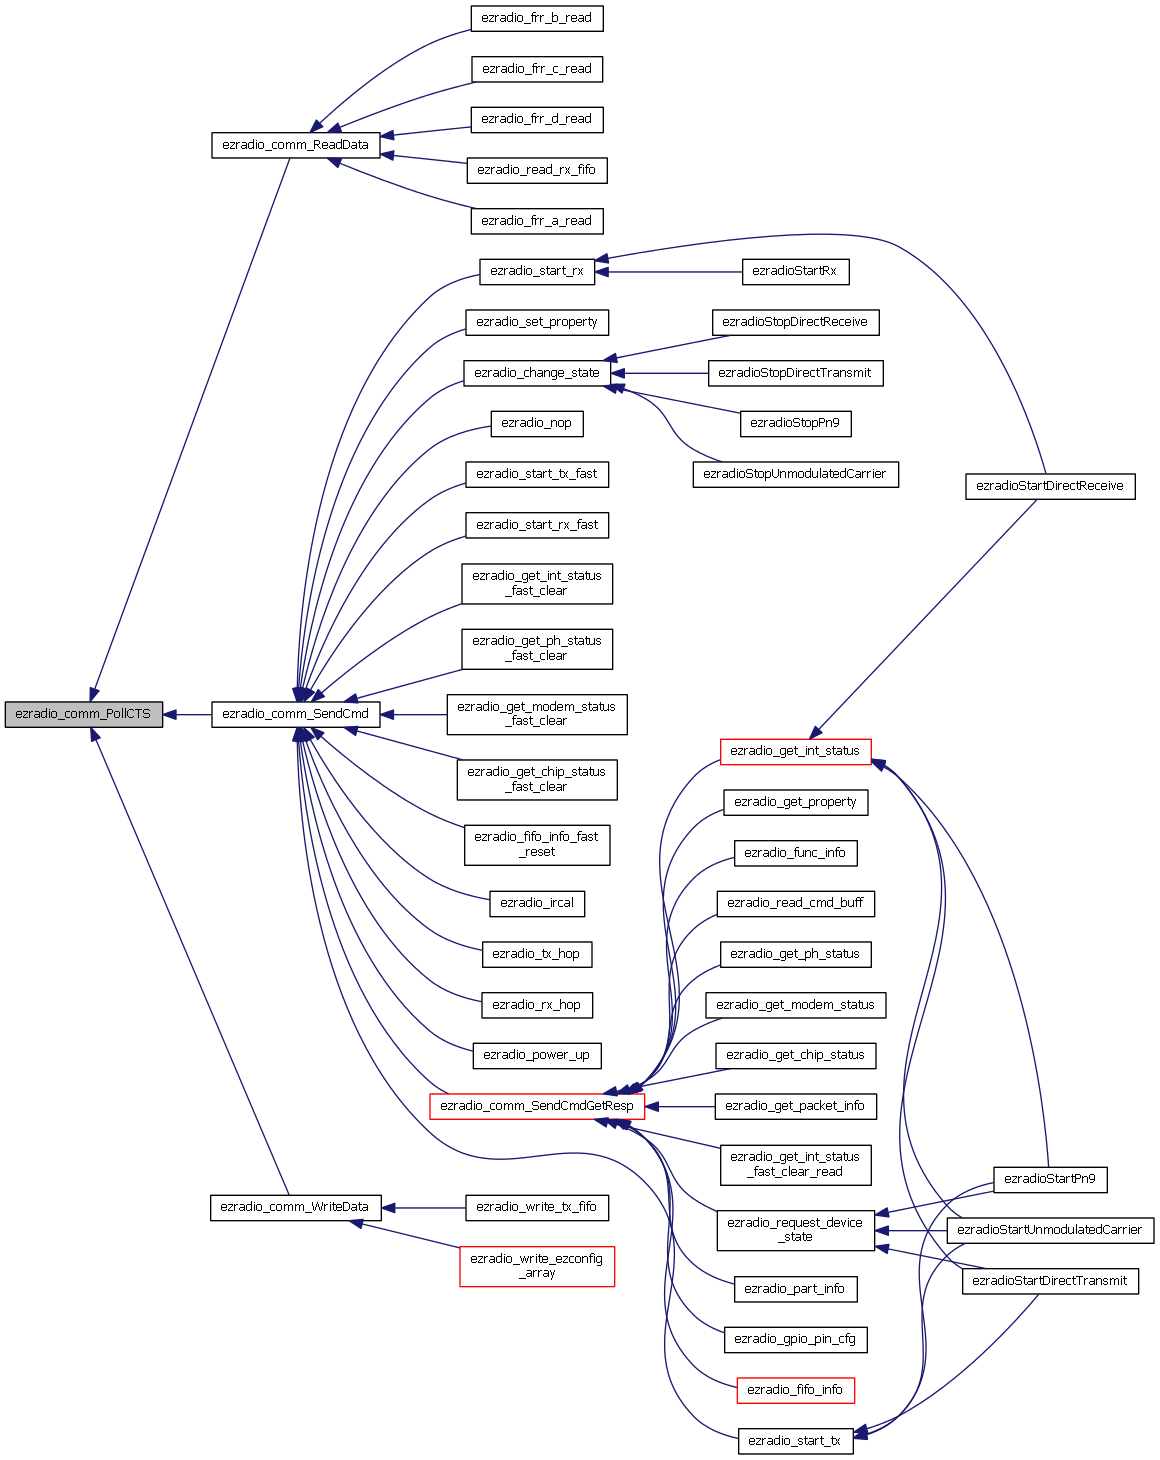 ezradio_frr_b_read
ezradio_frr_c_read
ezradio_frr_d_read
ezradio_comm_ReadData
ezradio_read_rx_fifo
ezradio_frr_a_read
ezradio_start_rx
ezradioStartRx
ezradio_set_property
ezradioStopDirectReceive
ezradio_change_state
ezradioStopDirectTransmit
ezradio_nop
ezradioStopPn9
ezradio_start_tx_fast
ezradioStopUnmodulatedCarrier
ezradioStartDirectReceive
ezradio_start_rx_fast
ezradio_get_int_status
_fast_clear
ezradio_get_ph_status
_fast_clear
ezradio_comm_PollCTS
ezradio_comm_SendCmd
ezradio_get_modem_status
_fast_clear
ezradio_get_int_status
ezradio_get_chip_status
_fast_clear
ezradio_get_property
ezradio_fifo_info_fast
_reset
ezradio_func_info
ezradio_ircal
ezradio_read_cmd_buff
ezradio_tx_hop
ezradio_get_ph_status
ezradio_rx_hop
ezradio_get_modem_status
ezradio_power_up
ezradio_get_chip_status
ezradio_comm_SendCmdGetResp
ezradio_get_packet_info
ezradio_get_int_status
_fast_clear_read
ezradioStartPn9
ezradio_comm_WriteData
ezradio_write_tx_fifo
ezradio_request_device
_state
ezradioStartUnmodulatedCarrier
ezradio_write_ezconfig
_array
ezradioStartDirectTransmit
ezradio_part_info
ezradio_gpio_pin_cfg
ezradio_fifo_info
ezradio_start_tx